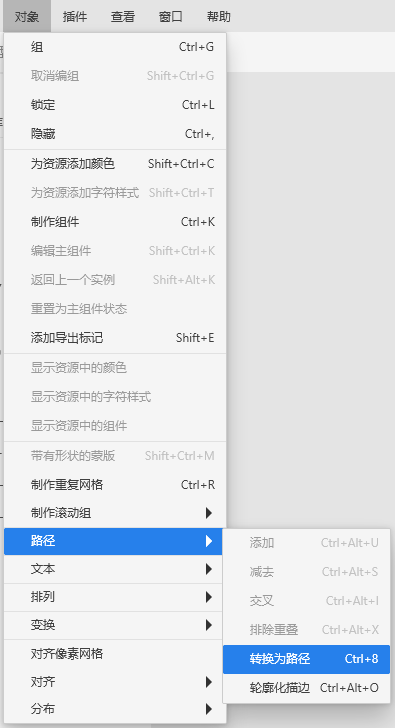 对象 插件 查看 窗口 帮助
组 Ctrl+G
取消编组 Shift+Ctrl+G
锁定 Ctrl+L
隐藏 Ctrl+,
为资源添加颜色 Shift+Ctrl+C
为资源添加字符样式 Shift+Ctrl+T
制作组件 Ctrl+K
编辑主组件 Shift+Ctrl+K
返回上一个实例 Shift+Alt+K
重置为主组件状态
添加导出标记 Shift+E
显示资源中的颜色
显示资源中的字符样式
显示资源中的组件
带有形状的蒙版 Shift+Ctrl+M
制作重复网格 Ctrl+R
制作滚动组
路径
文本
排列
变换
对齐像素网格
对齐
分布
添加 Ctrl+Alt+U
减去 Ctrl+Alt+S
交叉 Ctrl+Alt+I
排除重叠 Ctrl+Alt+X
转换为路径 Ctrl+8
轮廓化描边 Ctrl+Alt+O